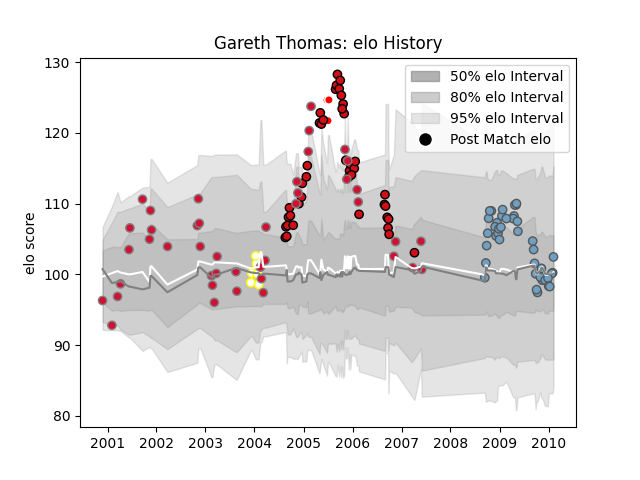 Gareth Thomas: elo History
130
120
110
100
90
80
elo score
50% elo Interval
80% elo Interval
95% elo Interval
Post Match elo
2001 2002 2003 2004 2005 2006 2007 2008 2009 2010